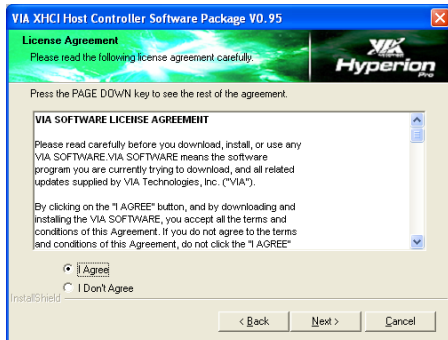 VIA XHCI Host Controller Software Package V0.95
License Agreement
Please read the following license agreement carefully.
VIA
Hyperion
Pro
Press the PAGE DOWN key to see the rest of the agreement.
VIA SOFTWARE LICENSE AGREEMENT
Please read carefully before you download, install, or use any
VIA SOFTWARE.VIA SOFTWARE means the software
program you are currently trying to download, and all related
updates supplied by VIA Technologies, Inc. ("VIA").
By clicking on the "I AGREE" button, and by downloading and
installing the VIA SOFTWARE, you accept all the terms and
conditions of this Agreement. If you do not agree to the terms
and conditions of this Agreement, do not click the "I AGREE"
I Agree
I Don't Agree
InstallShield
< Back
Next >
Cancel